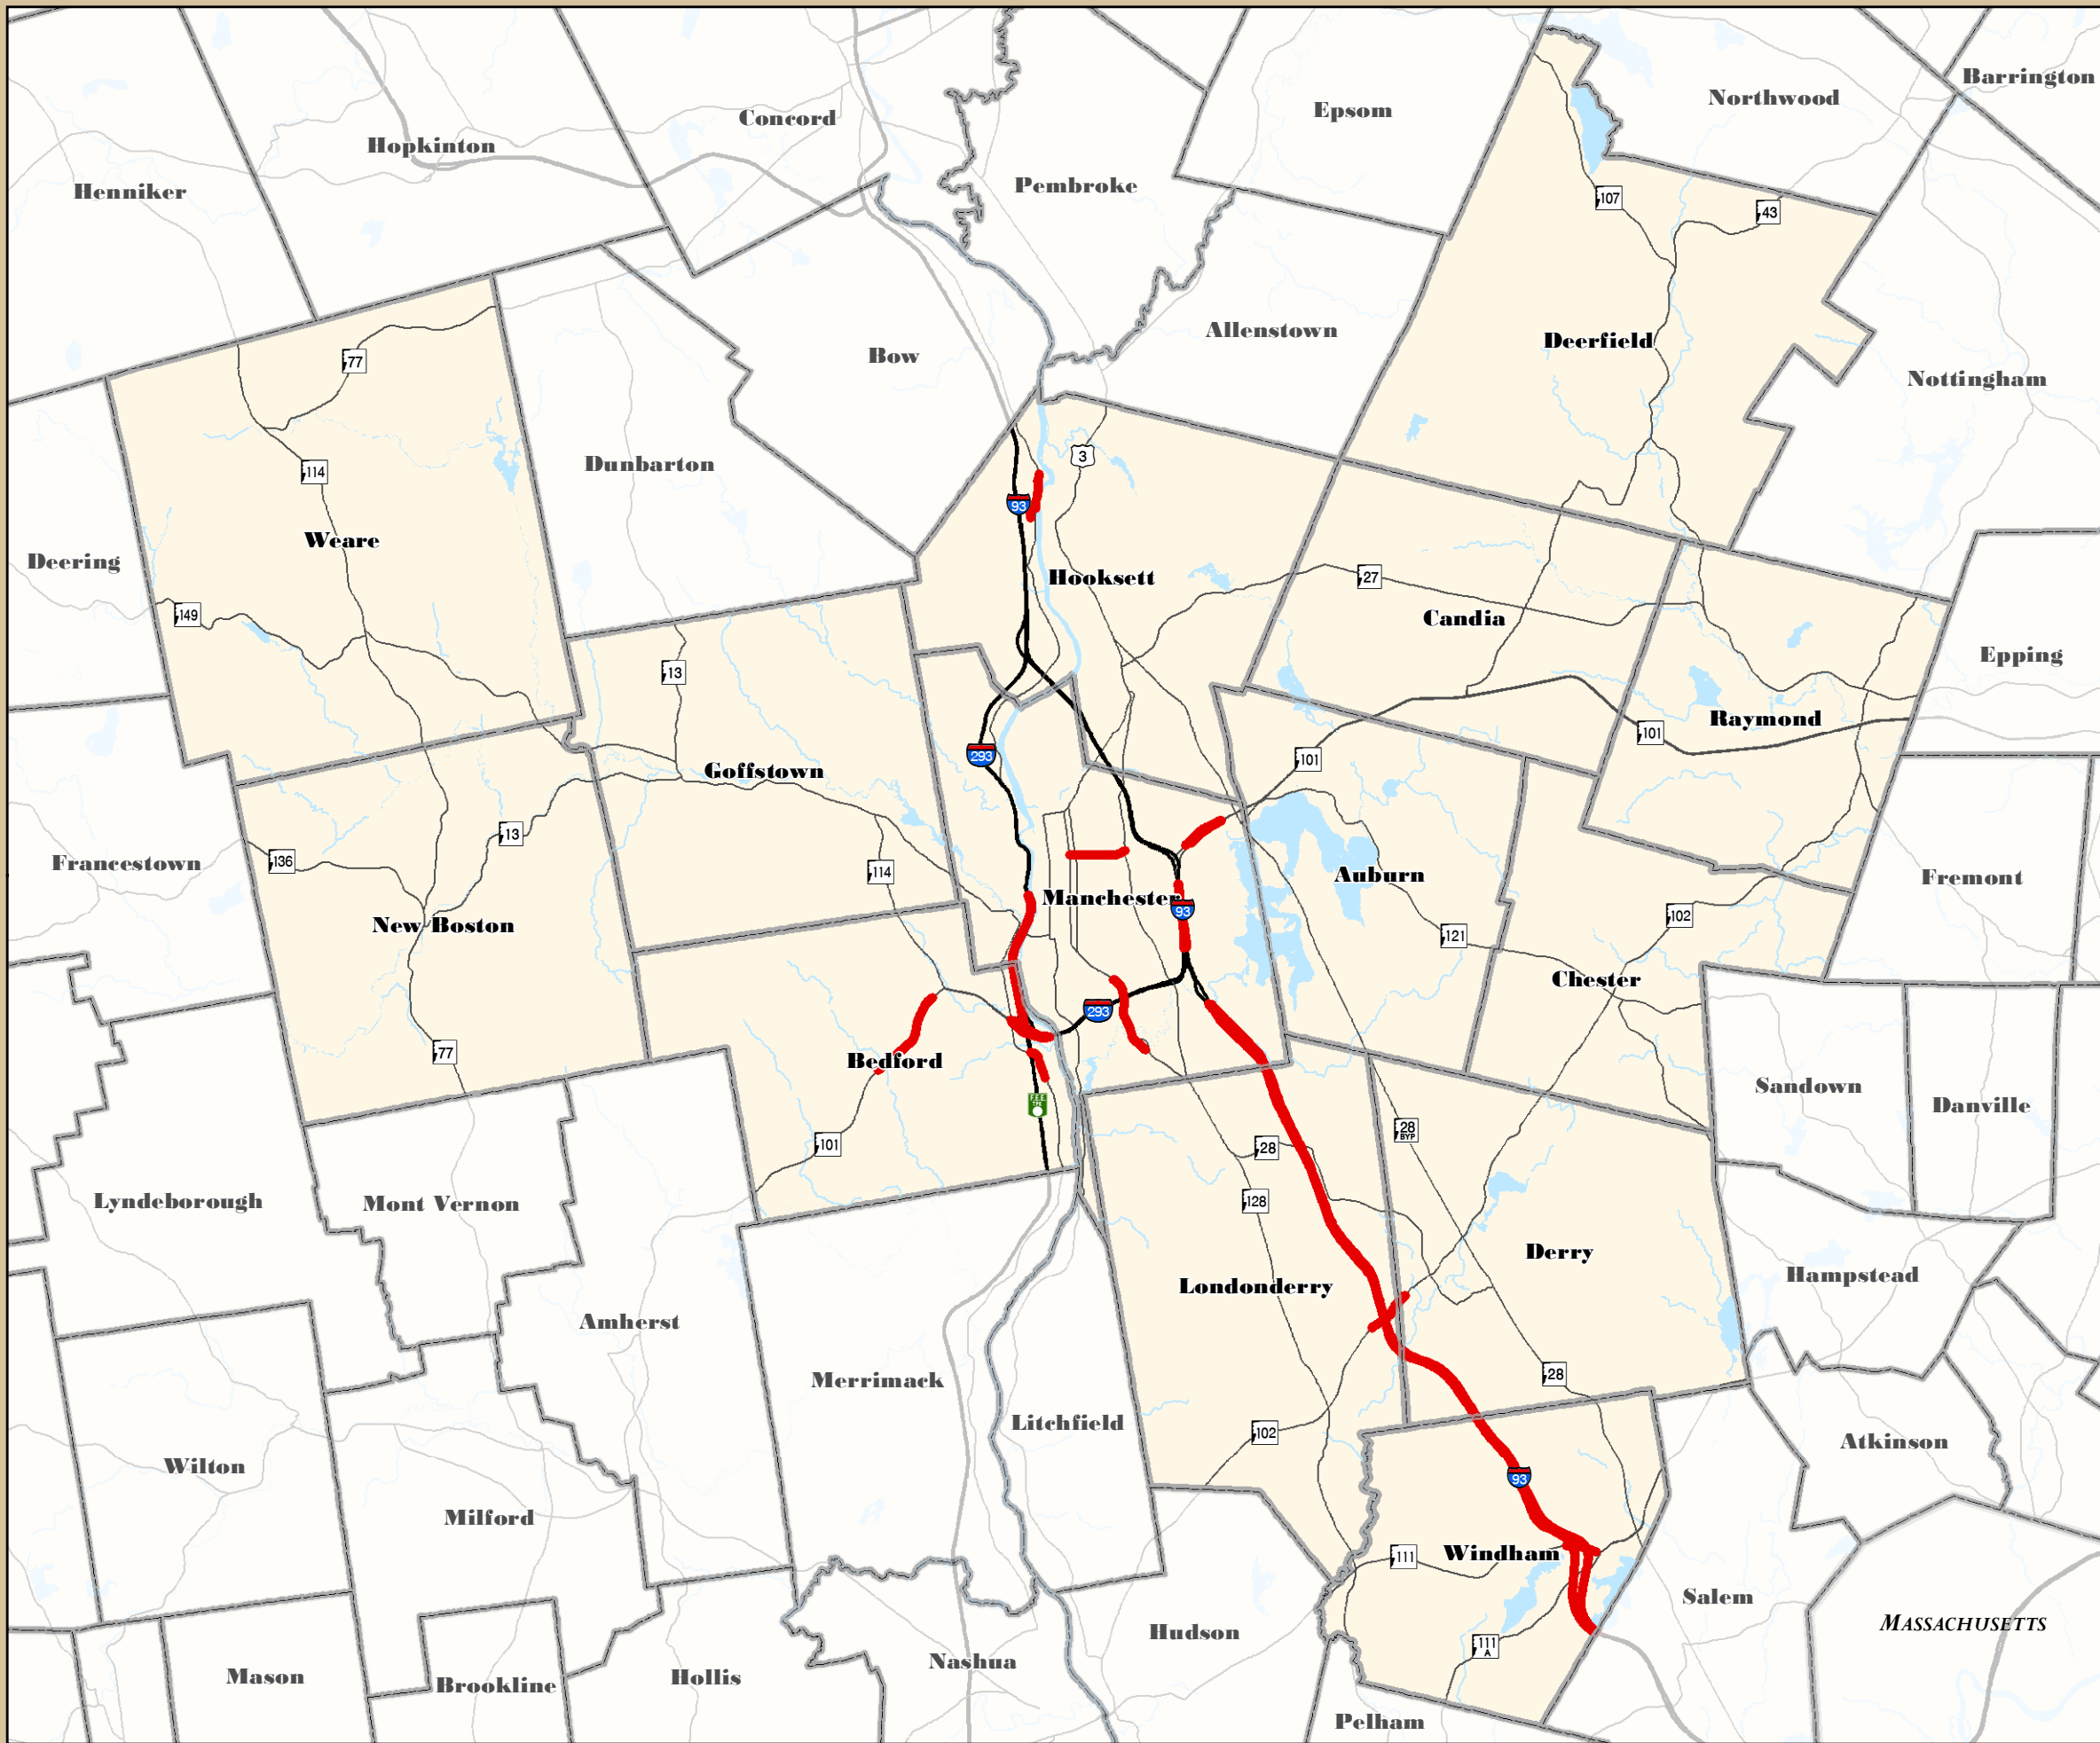 Barrington
Northwood
Epsom
Concord
Hopkinton
Pembroke
Henniker
107
43
Allenstown
Deerfield
Bow
77
Nottingham
3
Dunbarton
114
93
Weare
Deering
Hooksett
27
149
Candia
Epping
13
Raymond
101
293
101
Goffstown
13
136
Francestown
114
Auburn
Fremont
Manchester
93
102
New Boston
121
Chester
293
77
Bedford
Sandown
F.E.E
TPK
Danville
28
BYP
101
28
Lyndeborough
Mont Vernon
128
Derry
Hampstead
Londonderry
Amherst
28
Merrimack
Litchfield
102
Atkinson
Wilton
93
Milford
111
Windham
Salem
Massachusetts
Hudson
111
A
Nashua
Mason
Hollis
Brookline
Pelham